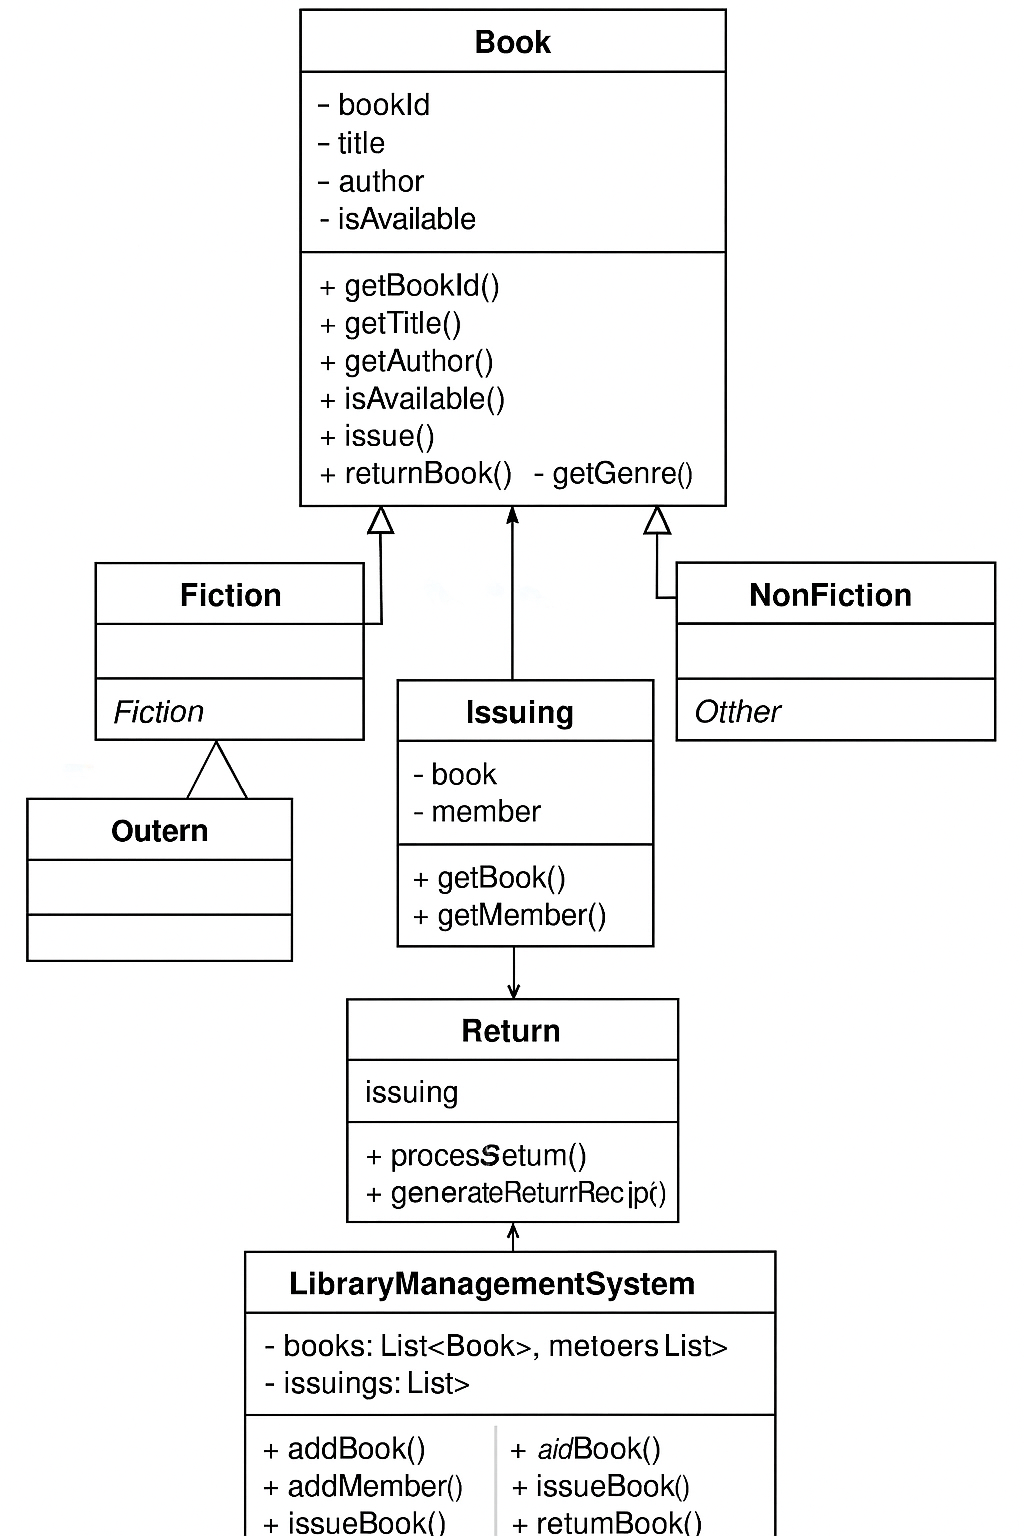 Book
- bookId
- title
- author
- isAvailable
+ getBookId()
+ getTitle()
+ getAuthor()
+ isAvailable()
+ issue()
+ returnBook() - getGenre()
Fiction
Fiction
NonFiction
Otther
Outern
Issuing
- book
- member
+ getBook()
+ getMember()
Return
issuing
+ procesSetum()
+ generateReturrRecjp()
LibraryManagementSystem
- books: List<Book>, metoers List>
- issuings: List>
+ addBook()
+ addMember()
+ issueBook()
+ aidBook()
+ issueBook()
+ retumBook()